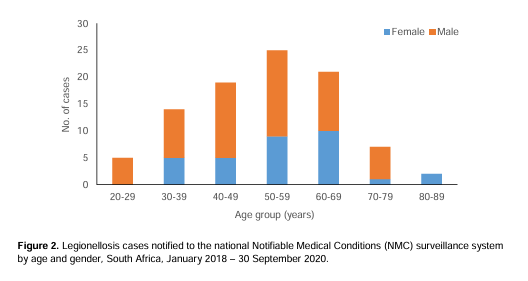 30
25
20
15
10
5
0
No. of cases
Female Male
20-29 30-39 40-49 50-59 60-69 70-79 80-89
Age group (years)
Figure 2. Legionellosis cases notified to the national Notifiable Medical Conditions (NMC) surveillance system
by age and gender, South Africa, January 2018 – 30 September 2020.